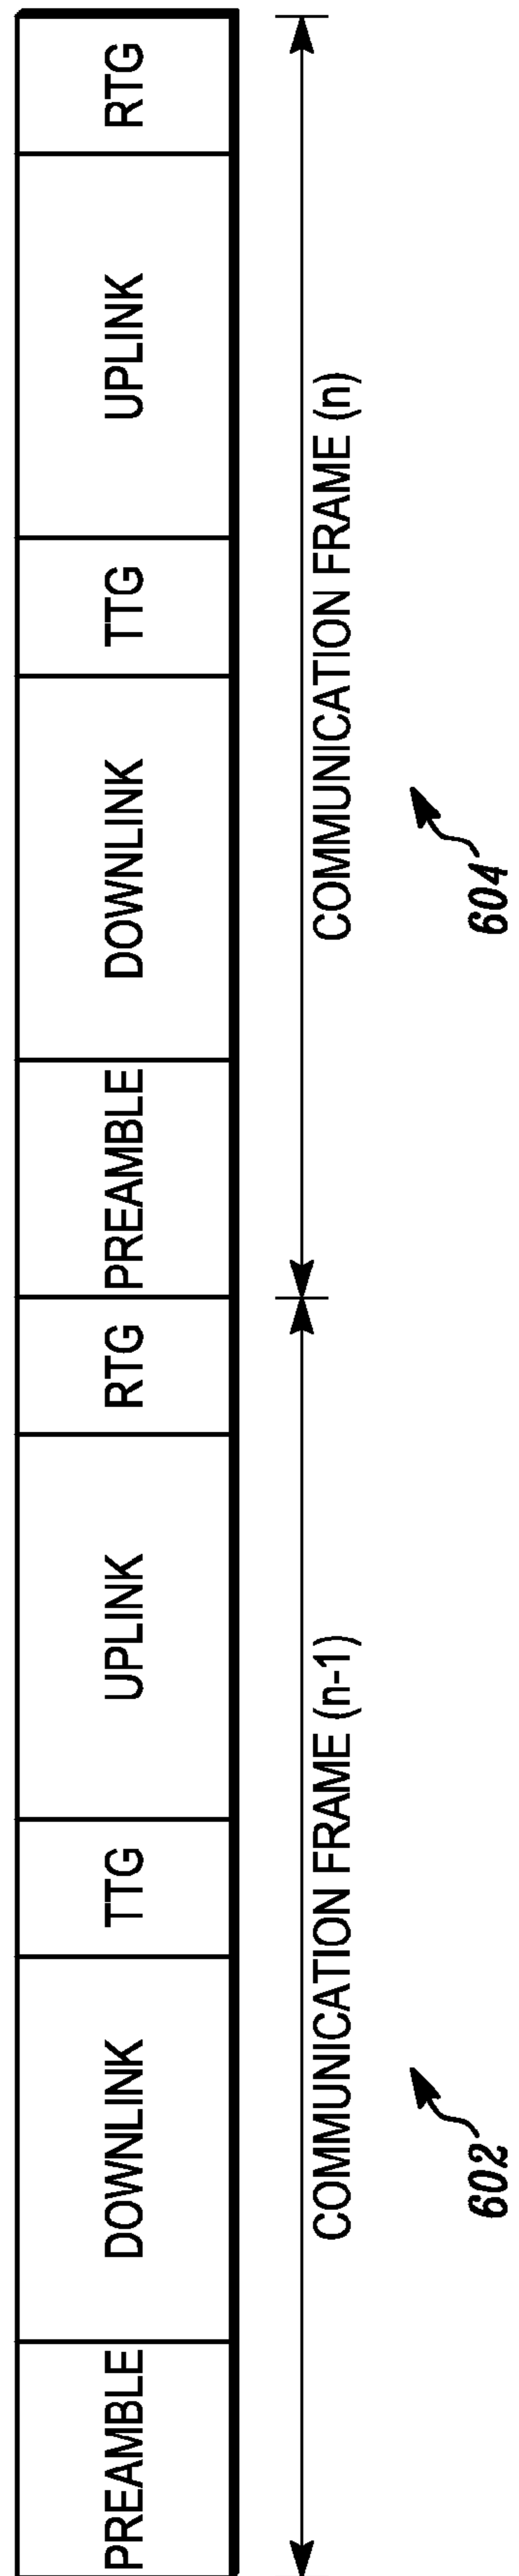 PREAMBLE
DOWNLINK
TTG
UPLINK
RTG
PREAMBLE
DOWNLINK
TTG
UPLINK
RTG
COMMUNICATION FRAME (n-1)
COMMUNICATION FRAME (n)
602
604